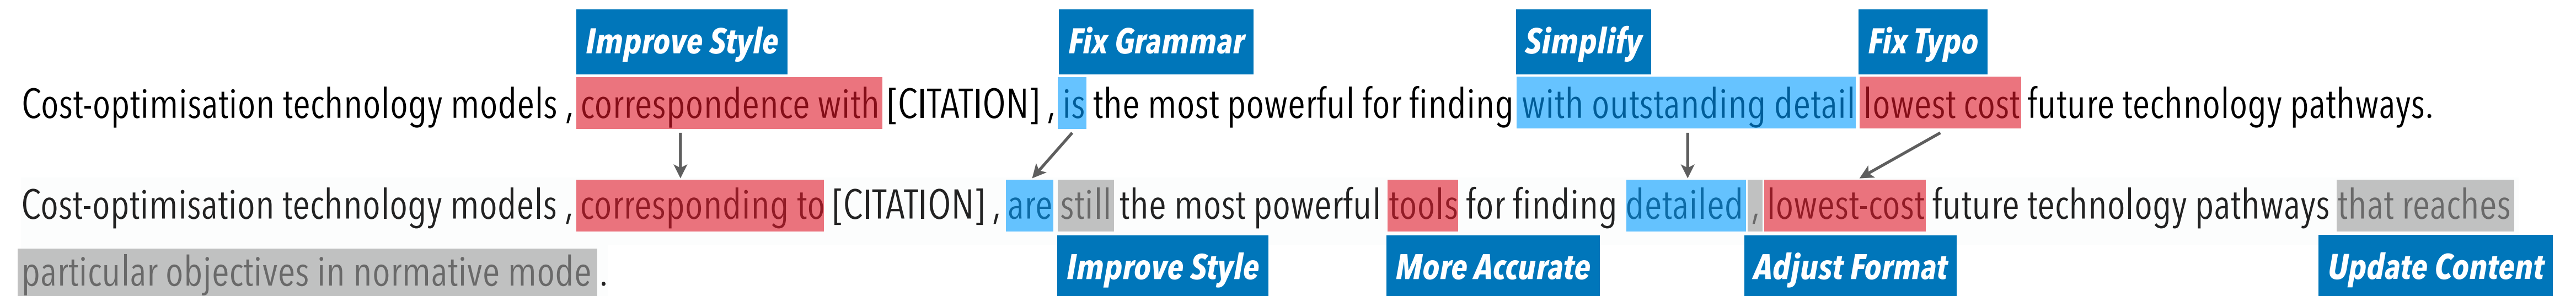 Improve Style Fix Grammar Simplify Fix Typo
Cost-optimisation technology models , correspondence with [CITATION] , is the most powerful for finding with outstanding detail lowest cost future technology pathways.
Cost-optimisation technology models , corresponding to [CITATION] , are still the most powerful tools for finding detailed , lowest-cost future technology pathways that reaches
particular objectives in normative mode .
Improve Style More Accurate Adjust Format Update Content